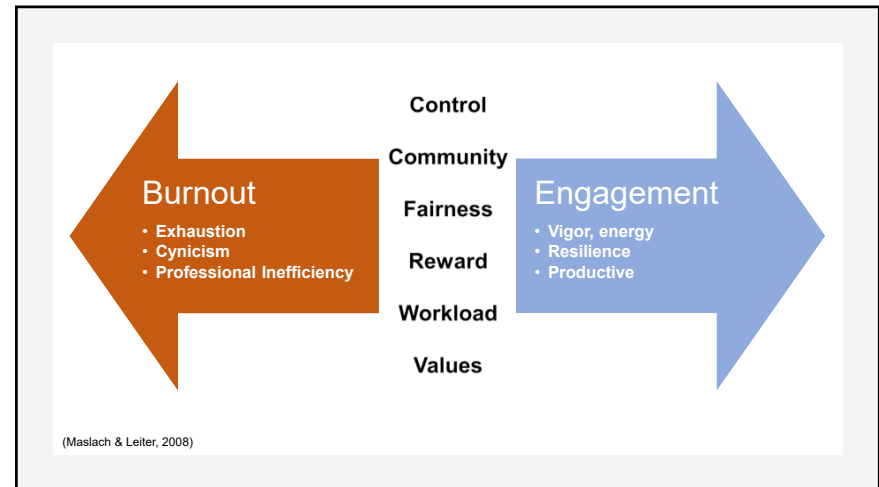 Burnout
• Exhaustion
• Cynicism
• Professional Inefficiency
Control
Community
Fairness
Reward
Workload
Values
Engagement
• Vigor, energy
• Resilience
• Productive
(Maslach & Leiter, 2008)